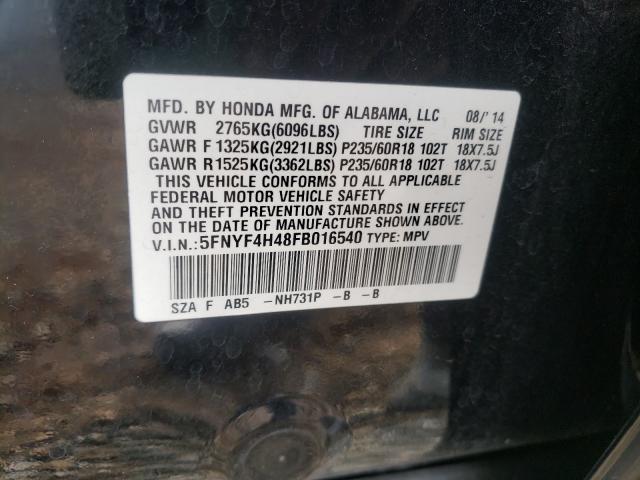 MFD. BY HONDA MFG. OF ALABAMA, LLC 08/'14
GVWR 2765KG(6096LBS) TIRE SIZE RIM SIZE
GAWR F 1325KG(2921LBS) P235/60R18 102T 18X7.5J
GAWR R1525KG(3362LBS) P235/60R18 102T 18X7.5J
THIS VEHICLE CONFORMS TO ALL APPLICABLE
FEDERAL MOTOR VEHICLE SAFETY
AND THEFT PREVENTION STANDARDS IN EFFECT
ON THE DATE OF MANUFACTURE SHOWN ABOVE.
V.I.N.:5FNYF4H48FB016540 TYPE: MPV
SZA F AB5 -NH731P -B -B